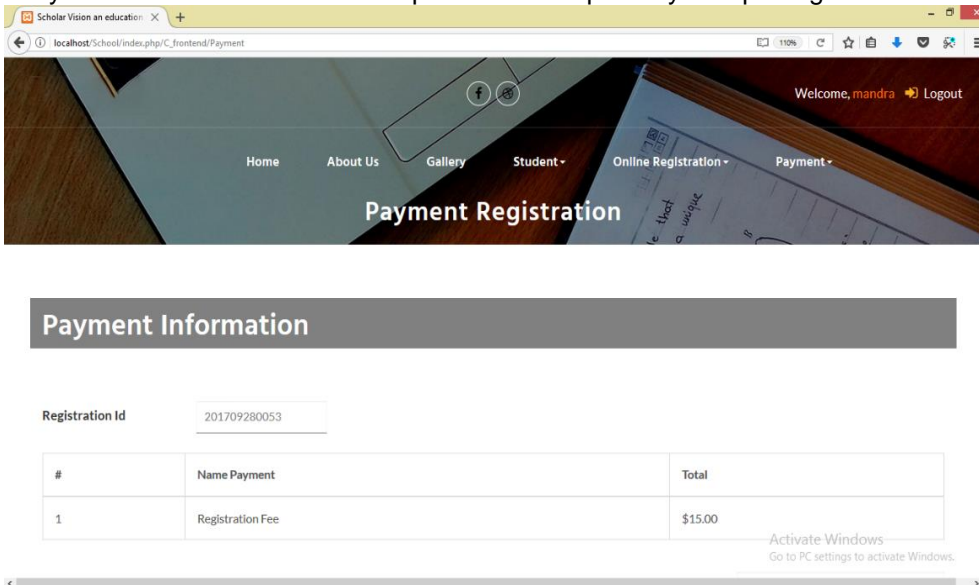 Scholar Vision an education
localhost/School/index.php/C_frontend/Payment
110%
Welcome, mandra Logout
Home About Us Gallery Student Online Registration Payment
Payment Registration
that
a unique
B
Payment Information
Registration Id 201709280053
# Name Payment Total
1 Registration Fee $15.00
Activate Windows
Go to PC settings to activate Windows.